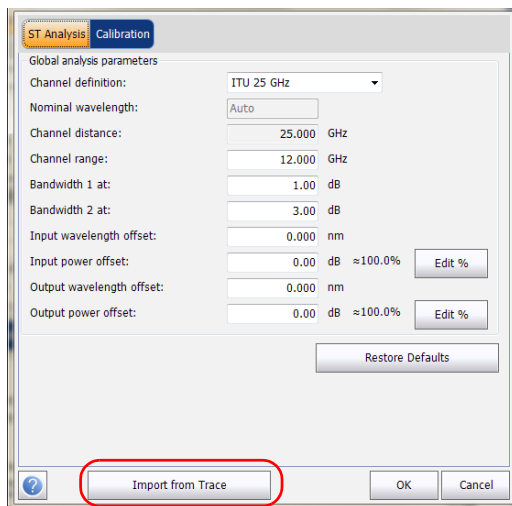 ST Analysis Calibration
Global analysis parameters
Channel definition: ITU 25 GHz
Nominal wavelength: Auto
Channel distance: 25.000 GHz
Channel range: 12.000 GHz
Bandwidth 1 at: 1.00 dB
Bandwidth 2 at: 3.00 dB
Input wavelength offset: 0.000 nm
Input power offset: 0.00 dB ≈100.0% Edit %
Output wavelength offset: 0.000 nm
Output power offset: 0.00 dB ≈100.0% Edit %
Restore Defaults
? Import from Trace OK Cancel